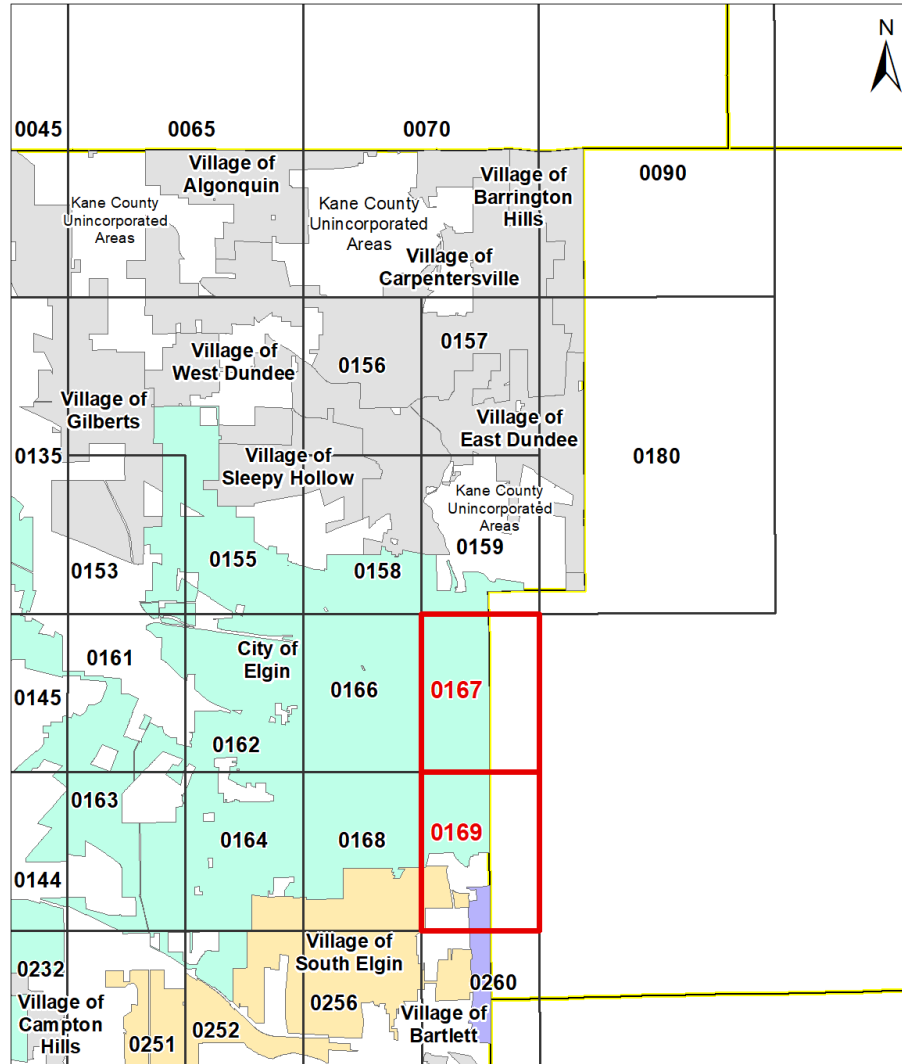 N
0045
0065
0070
Village of
Algonquin
Village of
Barrington
Hills
0090
Kane County
Unincorporated
Areas
Kane County
Unincorporated
Areas
Village of
Carpentersville
0157
0156
Village of
West Dundee
Village of
Gilberts
Village of
East Dundee
0135
Village of
Sleepy Hollow
0180
Kane County
Unincorporated
Areas
0159
0155
0153
0158
City of
Elgin
0161
0166
0167
0145
0162
0163
0164
0168
0169
0144
Village of
South Elgin
0232
0260
Village of
Campton
Hills
0256
Village of
Bartlett
0252
0251